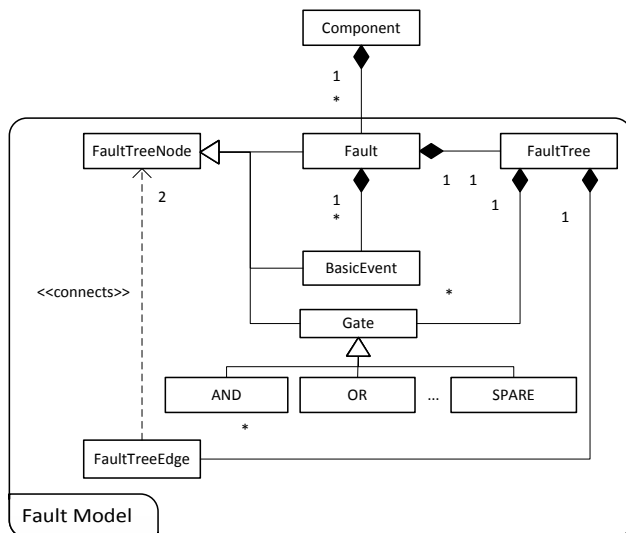 Component
1
*
FaultTreeNode
Fault
FaultTree
2
1
*
1
1
1
1
<<connects>>
BasicEvent
*
Gate
AND
OR
...
SPARE
*
FaultTreeEdge
Fault Model